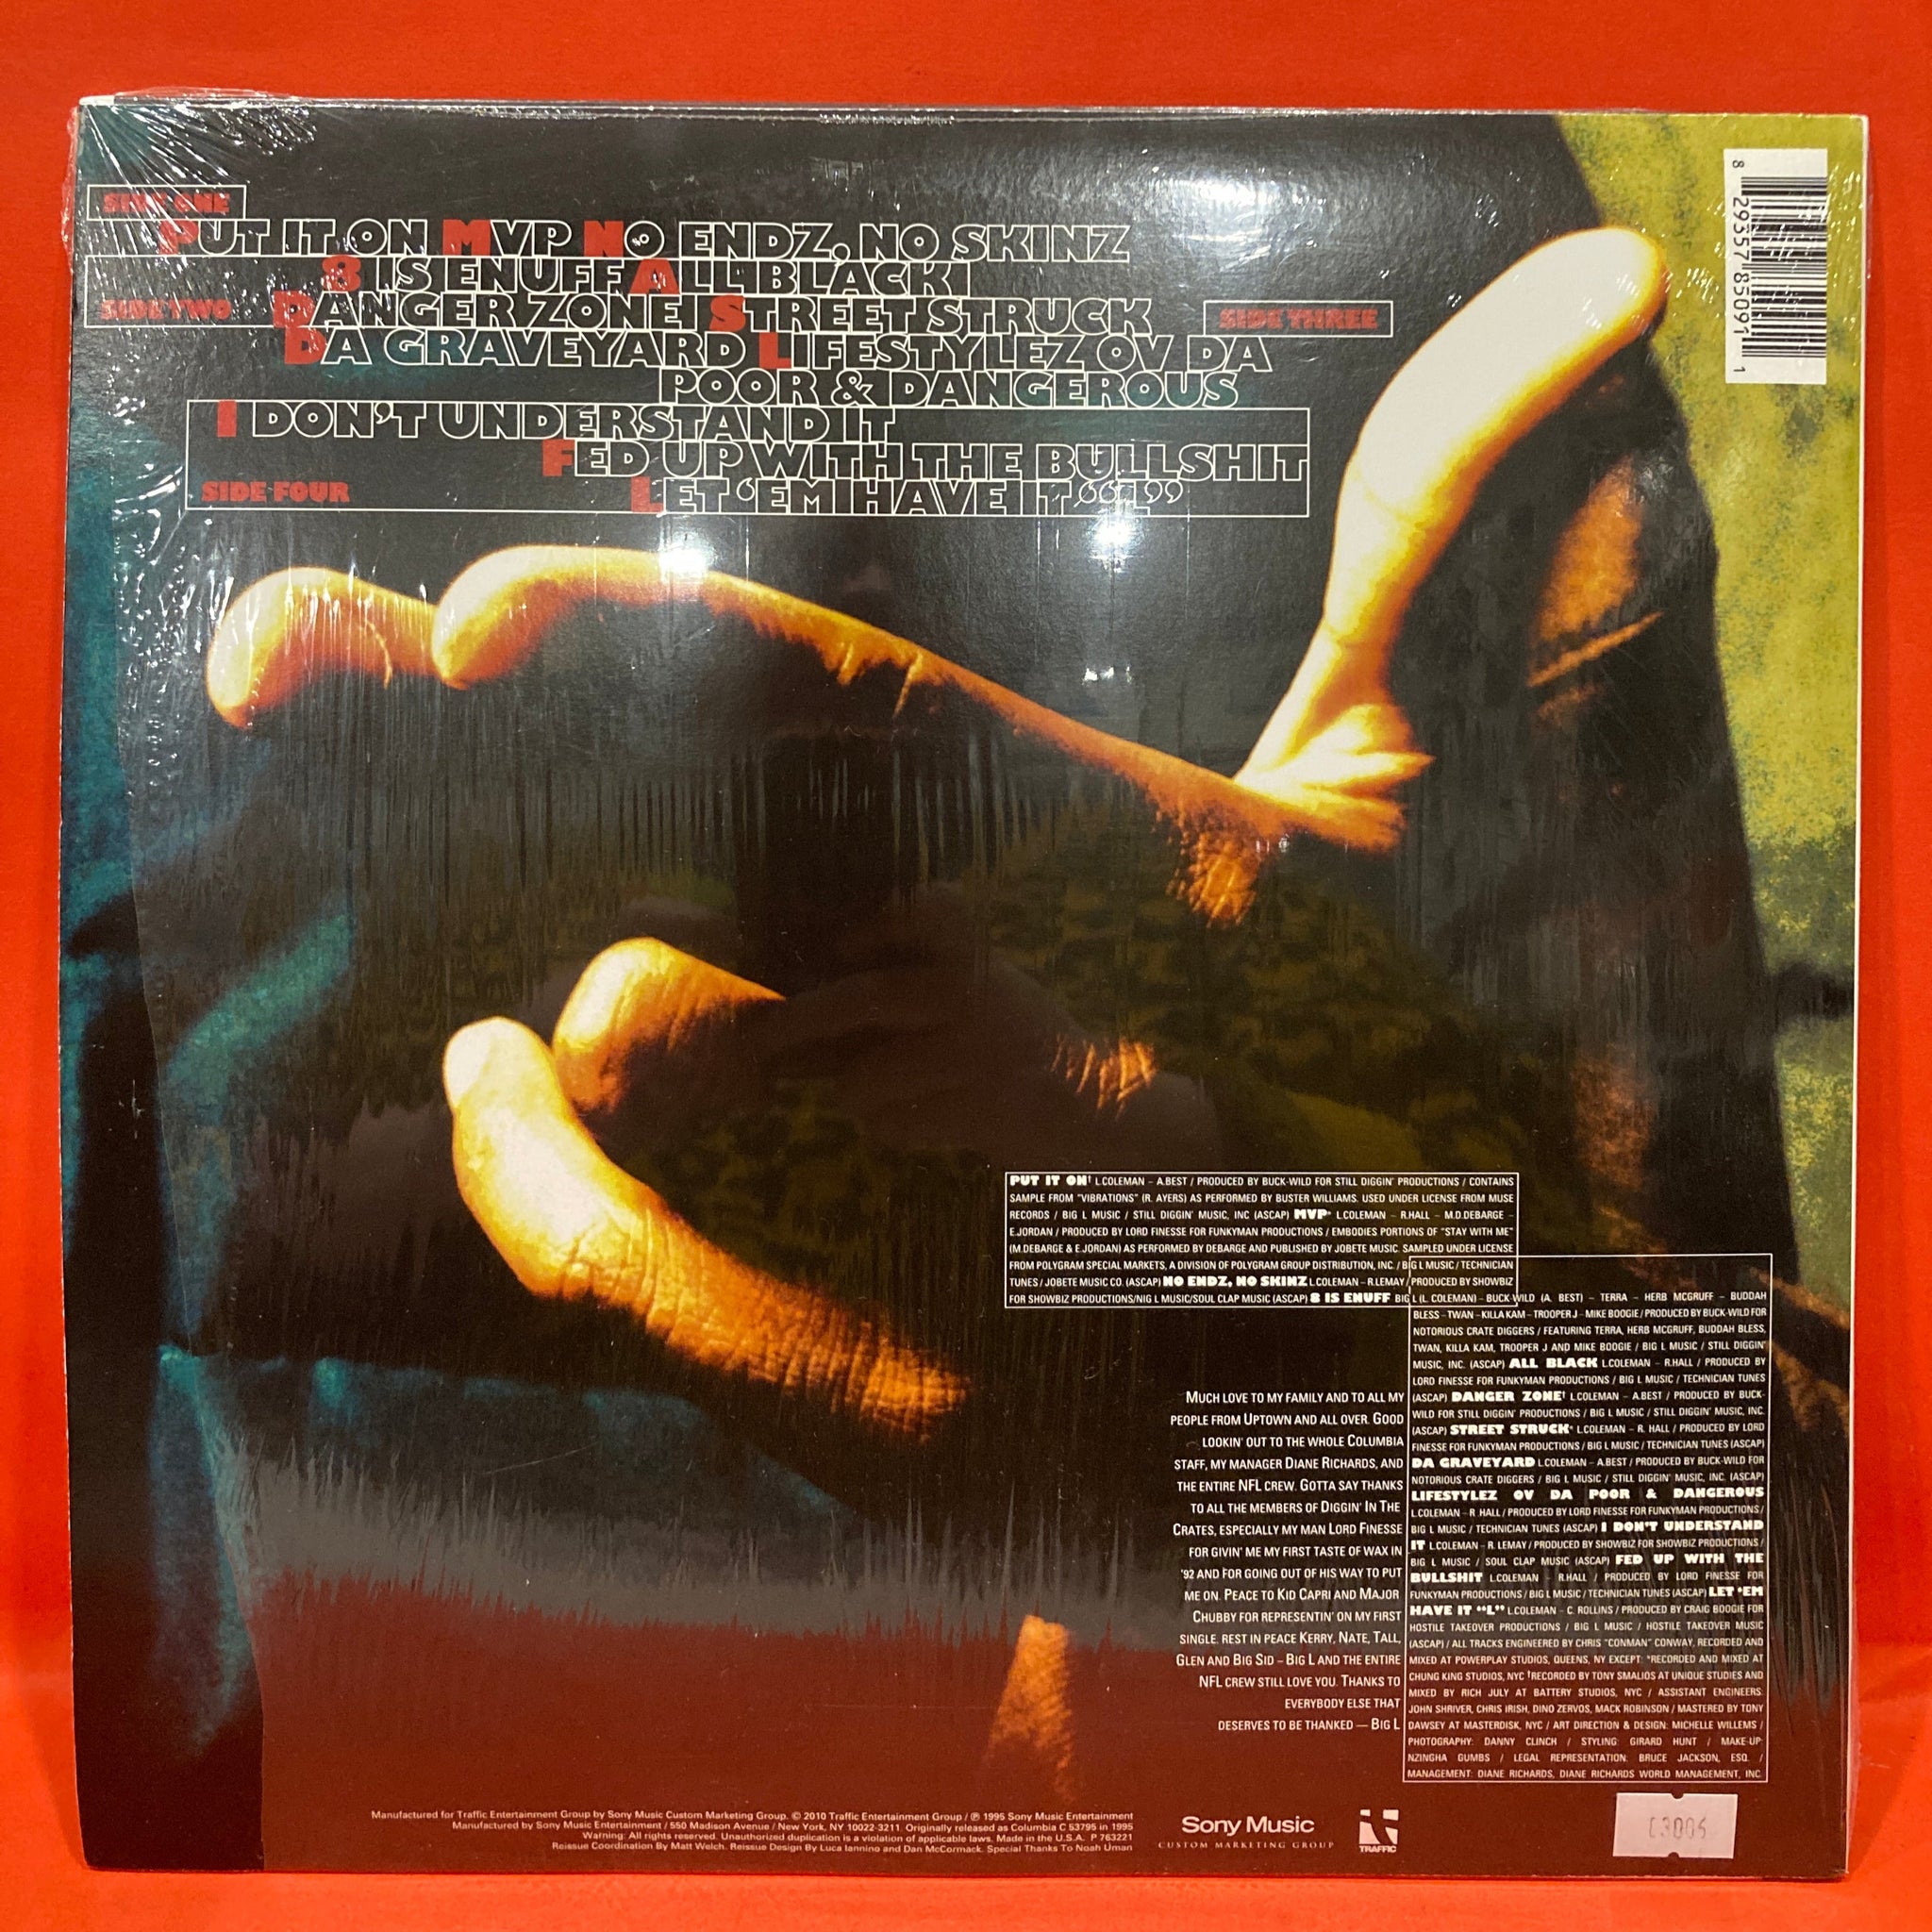 SIDE ONE
PUT IT ON MVP NO ENDZ, NO SKINZ
8 IS ENUFF ALL BLACK
SIDE TWO
DANGER ZONE STREET STRUCK
SIDE THREE
DA GRAVEYARD LIFESTYLEZ OV DA
POOR & DANGEROUS
I DON'T UNDERSTAND IT
FED UP WITH THE BULLSHIT
SIDE FOUR
LET ‘EM HAVE IT “L”
8 29357 85091 1
PUT IT ON† L.COLEMAN – A.BEST / PRODUCED BY BUCK-WILD FOR STILL DIGGIN' PRODUCTIONS / CONTAINS
SAMPLE FROM "VIBRATIONS" (R. AYERS) AS PERFORMED BY BUSTER WILLIAMS. USED UNDER LICENSE FROM MUSE
RECORDS / BIG L MUSIC / STILL DIGGIN' MUSIC, INC (ASCAP) MVP* L.COLEMAN – R.HALL – M.D.DEBARGE –
E.JORDAN / PRODUCED BY LORD FINESSE FOR FUNKYMAN PRODUCTIONS / EMBODIES PORTIONS OF "STAY WITH ME"
(M.DEBARGE & E.JORDAN) AS PERFORMED BY DEBARGE AND PUBLISHED BY JOBETE MUSIC. SAMPLED UNDER LICENSE
FROM POLYGRAM SPECIAL MARKETS, A DIVISION OF POLYGRAM GROUP DISTRIBUTION, INC. / BIG L MUSIC / TECHNICIAN
TUNES / JOBETE MUSIC CO. (ASCAP) NO ENDZ, NO SKINZ L.COLEMAN – R.LEMAY / PRODUCED BY SHOWBIZ
FOR SHOWBIZ PRODUCTIONS/NIG L MUSIC/SOUL CLAP MUSIC (ASCAP) 8 IS ENUFF BIG L (L. COLEMAN) – BUCK-WILD (A. BEST) – TERRA – HERB MCGRUFF – BUDDAH
BLESS – TWAN – KILLA KAM – TROOPER J – MIKE BOOGIE / PRODUCED BY BUCK-WILD FOR
NOTORIOUS CRATE DIGGERS / FEATURING TERRA, HERB MCGRUFF, BUDDAH BLESS,
TWAN, KILLA KAM, TROOPER J AND MIKE BOOGIE / BIG L MUSIC / STILL DIGGIN'
MUSIC, INC. (ASCAP) ALL BLACK L.COLEMAN – R.HALL / PRODUCED BY
LORD FINESSE FOR FUNKYMAN PRODUCTIONS / BIG L MUSIC / TECHNICIAN TUNES
(ASCAP) DANGER ZONE† L.COLEMAN – A.BEST / PRODUCED BY BUCK-
WILD FOR STILL DIGGIN' PRODUCTIONS / BIG L MUSIC / STILL DIGGIN' MUSIC, INC.
(ASCAP) STREET STRUCK* L.COLEMAN – R. HALL / PRODUCED BY LORD
FINESSE FOR FUNKYMAN PRODUCTIONS / BIG L MUSIC / TECHNICIAN TUNES (ASCAP)
DA GRAVEYARD L.COLEMAN – A.BEST / PRODUCED BY BUCK-WILD FOR
NOTORIOUS CRATE DIGGERS / BIG L MUSIC / STILL DIGGIN' MUSIC, INC. (ASCAP)
LIFESTYLEZ OV DA POOR & DANGEROUS
L.COLEMAN – R. HALL / PRODUCED BY LORD FINESSE FOR FUNKYMAN PRODUCTIONS /
BIG L MUSIC / TECHNICIAN TUNES (ASCAP) I DON'T UNDERSTAND
IT L.COLEMAN – R. LEMAY / PRODUCED BY SHOWBIZ FOR SHOWBIZ PRODUCTIONS /
BIG L MUSIC / SOUL CLAP MUSIC (ASCAP) FED UP WITH THE
BULLSHIT L.COLEMAN – R.HALL / PRODUCED BY LORD FINESSE FOR
FUNKYMAN PRODUCTIONS / BIG L MUSIC / TECHNICIAN TUNES (ASCAP) LET ‘EM
HAVE IT “L” L.COLEMAN – C. ROLLINS / PRODUCED BY CRAIG BOOGIE FOR
HOSTILE TAKEOVER PRODUCTIONS / BIG L MUSIC / HOSTILE TAKEOVER MUSIC
(ASCAP) / ALL TRACKS ENGINEERED BY CHRIS "CONMAN" CONWAY, RECORDED AND
MIXED AT POWERPLAY STUDIOS, QUEENS, NY EXCEPT: *RECORDED AND MIXED AT
CHUNG KING STUDIOS, NYC †RECORDED BY TONY SMALIOS AT UNIQUE STUDIES AND
MIXED BY RICH JULY AT BATTERY STUDIOS, NYC / ASSISTANT ENGINEERS:
JOHN SHRIVER, CHRIS IRISH, DINO ZERVOS, MACK ROBINSON / MASTERED BY TONY
DAWSEY AT MASTERDISK, NYC / ART DIRECTION & DESIGN: MICHELLE WILLEMS /
PHOTOGRAPHY: DANNY CLINCH / STYLING: GIRARD HUNT / MAKE-UP:
NZINGHA GUMBS / LEGAL REPRESENTATION: BRUCE JACKSON, ESQ. /
MANAGEMENT: DIANE RICHARDS, DIANE RICHARDS WORLD MANAGEMENT, INC.
MUCH LOVE TO MY FAMILY AND TO ALL MY
PEOPLE FROM UPTOWN AND ALL OVER. GOOD
LOOKIN' OUT TO THE WHOLE COLUMBIA
STAFF, MY MANAGER DIANE RICHARDS, AND
THE ENTIRE NFL CREW. GOTTA SAY THANKS
TO ALL THE MEMBERS OF DIGGIN' IN THE
CRATES, ESPECIALLY MY MAN LORD FINESSE
FOR GIVIN' ME MY FIRST TASTE OF WAX IN
'92 AND FOR GOING OUT OF HIS WAY TO PUT
ME ON. PEACE TO KID CAPRI AND MAJOR
CHUBBY FOR REPRESENTIN' ON MY FIRST
SINGLE. REST IN PEACE KERRY, NATE, TALL,
GLEN AND BIG SID – BIG L AND THE ENTIRE
NFL CREW STILL LOVE YOU. THANKS TO
EVERYBODY ELSE THAT
DESERVES TO BE THANKED — BIG L
Manufactured for Traffic Entertainment Group by Sony Music Custom Marketing Group. © 2010 Traffic Entertainment Group / ℗ 1995 Sony Music Entertainment
Manufactured by Sony Music Entertainment / 550 Madison Avenue / New York, NY 10022-3211. Originally released as Columbia C 53795 in 1995
Warning: All rights reserved. Unauthorized duplication is a violation of applicable laws. Made in the U.S.A. P 763221
Reissue Coordination By Matt Welch. Reissue Design By Luca Iannino and Dan McCormack. Special Thanks To Noah Uman
Sony Music
CUSTOM MARKETING GROUP
TRAFFIC